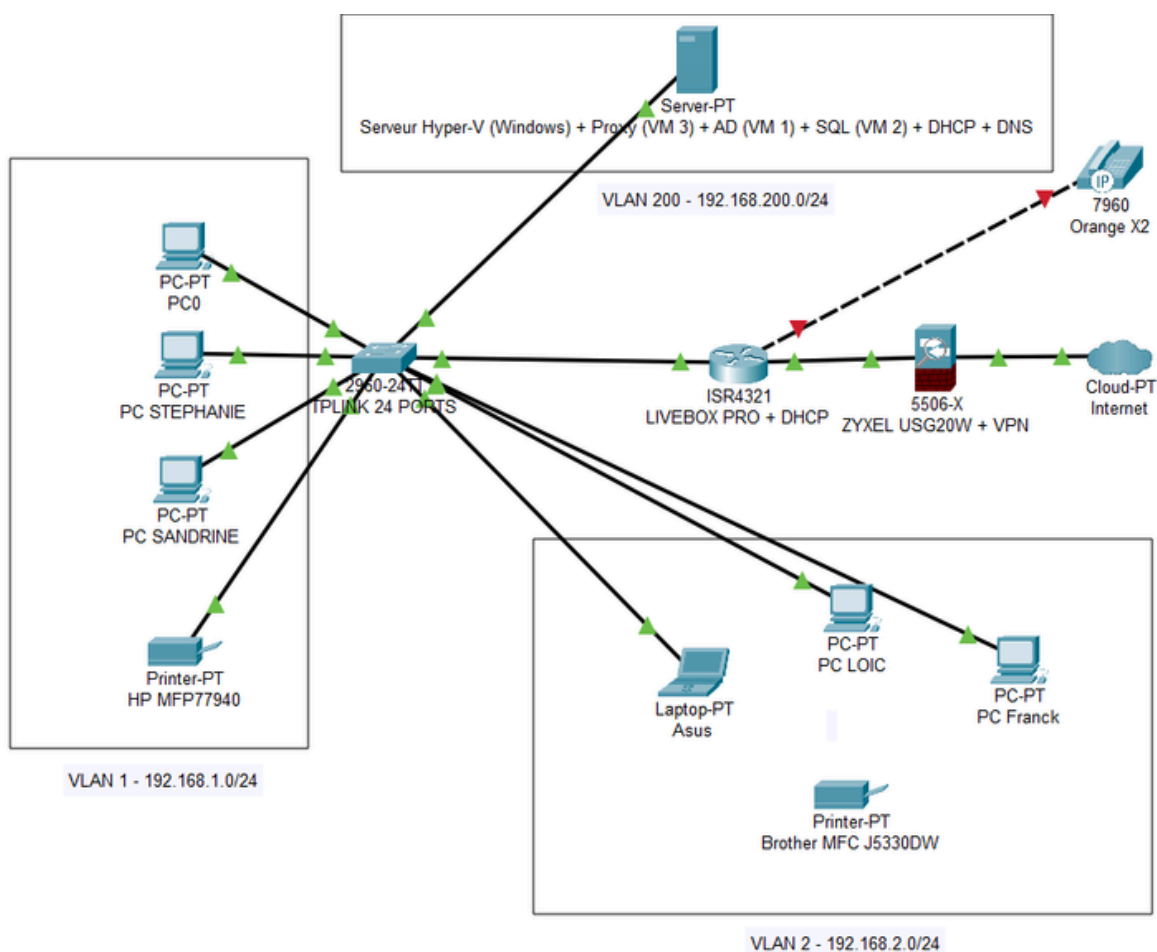 Server-PT
Serveur Hyper-V (Windows) + Proxy (VM 3) + AD (VM 1) + SQL (VM 2) + DHCP + DNS
VLAN 200 - 192.168.200.0/24
IP
7960
Orange X2
PC-PT
PC0
PC-PT
PC STEPHANIE
PC-PT
PC SANDRINE
Printer-PT
HP MFP77940
VLAN 1 - 192.168.1.0/24
2960-24TT
TPLINK 24 PORTS
ISR4321
LIVEBOX PRO + DHCP
5506-X
ZYXEL USG20W + VPN
Cloud-PT
Internet
PC-PT
PC LOIC
Laptop-PT
Asus
PC-PT
PC Franck
Printer-PT
Brother MFC J5330DW
VLAN 2 - 192.168.2.0/24